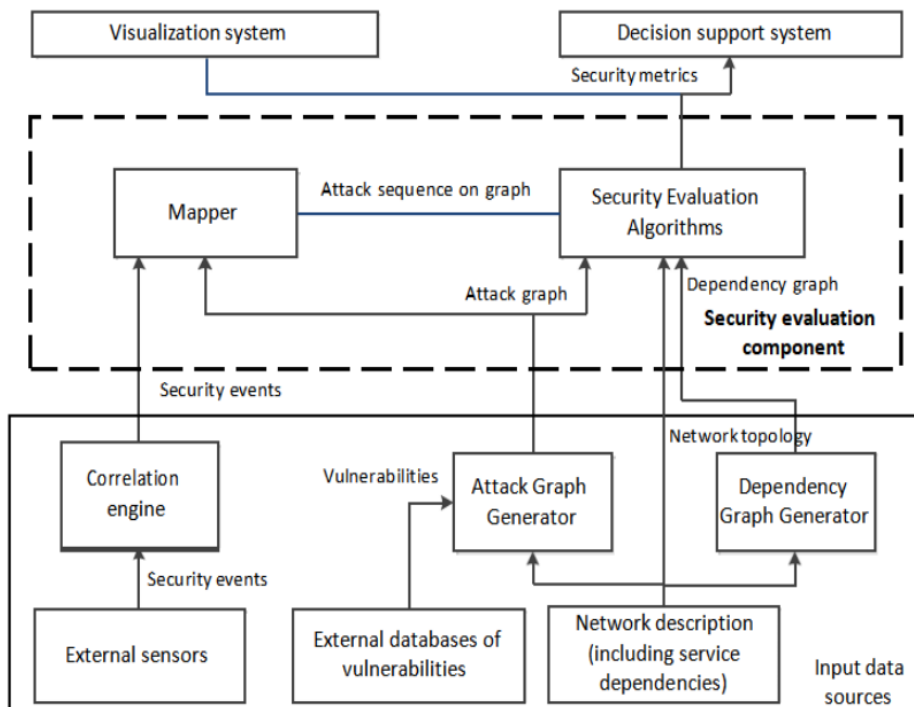 Visualization system
Decision support system
Security metrics
Mapper
Attack sequence on graph
Security Evaluation
Algorithms
Attack graph
Dependency graph
Security evaluation
component
Security events
Network topology
Correlation
engine
Vulnerabilities
Attack Graph
Generator
Dependency
Graph Generator
Security events
External sensors
External databases of
vulnerabilities
Network description
(including service
dependencies)
Input data
sources